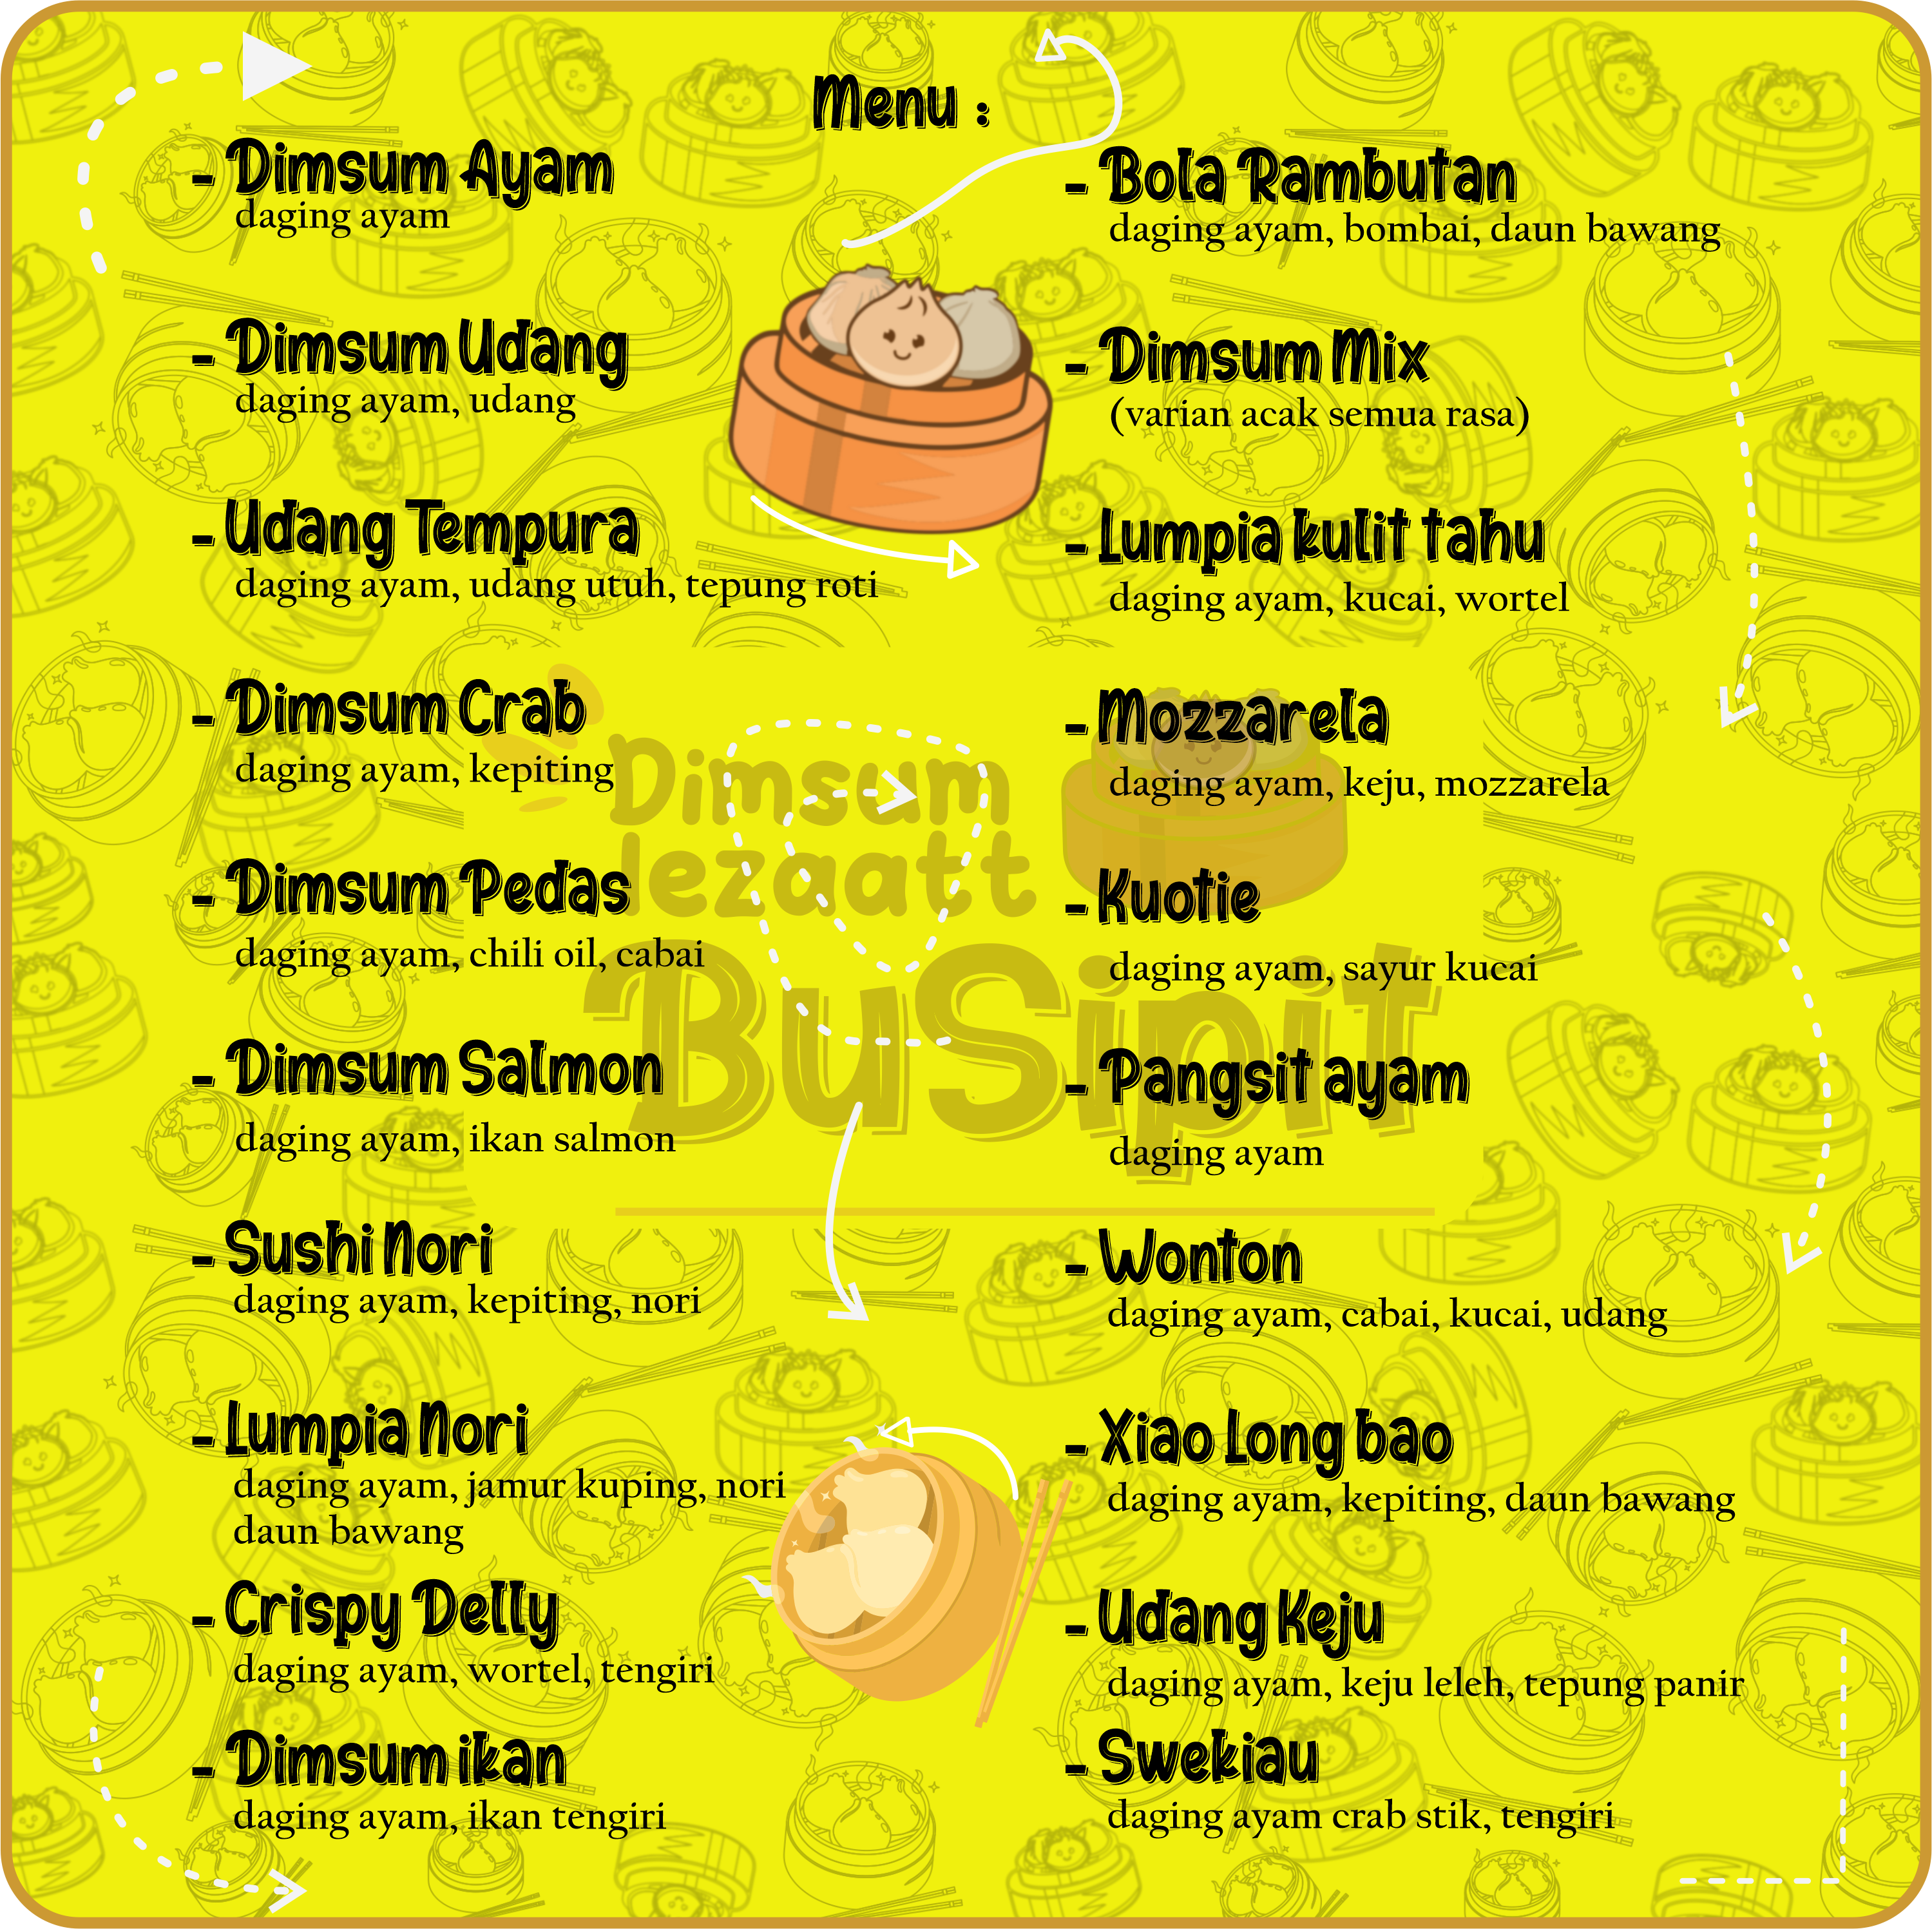 Menu :
- Dimsum Ayam
daging ayam
- Dimsum Udang
daging ayam, udang
- Udang Tempura
daging ayam, udang utuh, tepung roti
- Dimsum Crab
daging ayam, kepiting
- Dimsum Pedas
daging ayam, chili oil, cabai
- Dimsum Salmon
daging ayam, ikan salmon
- Sushi Nori
daging ayam, kepiting, nori
- Lumpia Nori
daging ayam, jamur kuping, nori
daun bawang
- Crispy Delly
daging ayam, wortel, tengiri
- Dimsum ikan
daging ayam, ikan tengiri
- Bola Rambutan
daging ayam, bombai, daun bawang
- Dimsum Mix
(varian acak semua rasa)
- Lumpia kulit tahu
daging ayam, kucai, wortel
- Mozzarela
daging ayam, keju, mozzarela
- Kuotie
daging ayam, sayur kucai
- Pangsit ayam
daging ayam
- Wonton
daging ayam, cabai, kucai, udang
- Xiao Long bao
daging ayam, kepiting, daun bawang
- Udang Keju
daging ayam, keju leleh, tepung panir
- Swekiau
daging ayam crab stik, tengiri
Dimsum
lezaatt
BuSipit